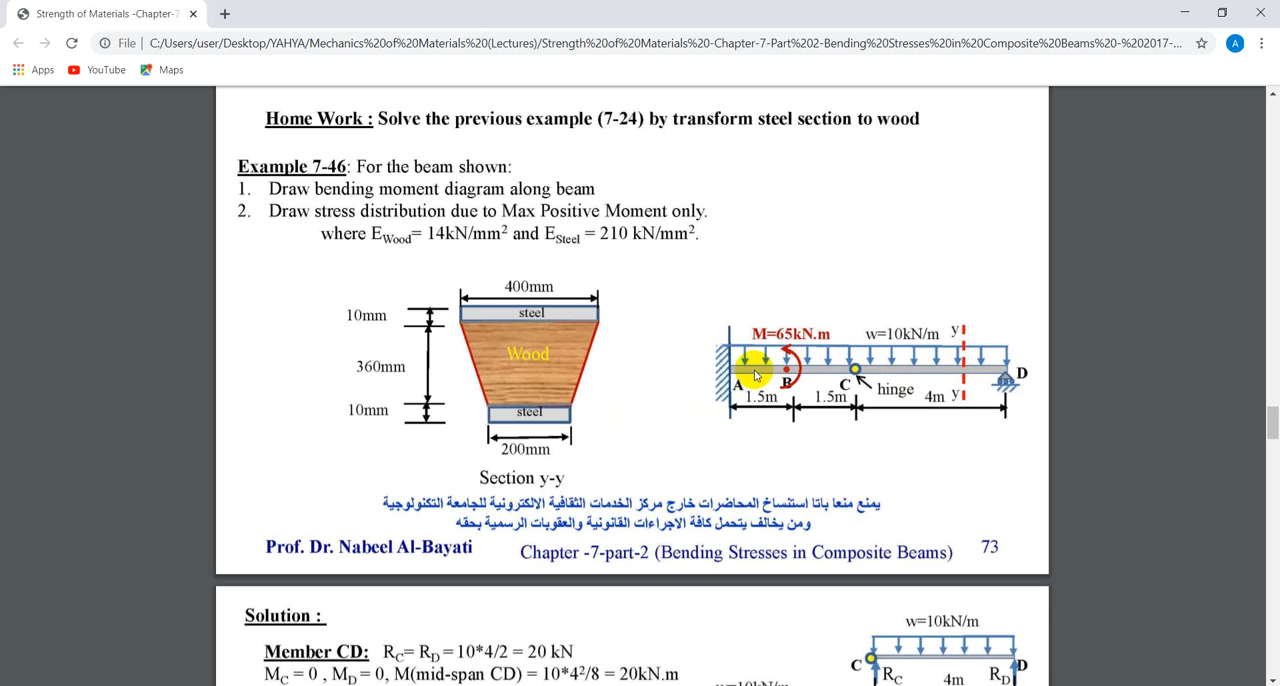 Strength of Materials -Chapter-7
File | C:/Users/user/Desktop/YAHYA/Mechanics%20of%20Materials%20(Lectures)/Strength%20of%20Materials%20-Chapter-7-Part%202-Bending%20Stresses%20in%20Composite%20Beams%20-%202017-...
A
Apps YouTube Maps
Home Work : Solve the previous example (7-24) by transform steel section to wood
Example 7-46: For the beam shown:
1. Draw bending moment diagram along beam
2. Draw stress distribution due to Max Positive Moment only.
where EWood= 14kN/mm² and ESteel = 210 kN/mm².
400mm
10mm
steel
Wood
360mm
10mm
steel
200mm
Section y-y
M=65kN.m w=10kN/m y
A B C hinge D
1.5m 1.5m 4m y
يمنع منعا باتا استنساخ المحاضرات خارج مركز الخدمات الثقافية الالكترونية للجامعة التكنولوجية
ومن يخالف يتحمل كافة الاجراءات القانونية والعقوبات الرسمية بحقه
Prof. Dr. Nabeel Al-Bayati Chapter -7-part-2 (Bending Stresses in Composite Beams) 73
Solution :
w=10kN/m
Member CD: RC= RD = 10*4/2 = 20 kN
C D
MC = 0 , MD = 0, M(mid-span CD) = 10*4²/8 = 20kN.m
RC 4m RD